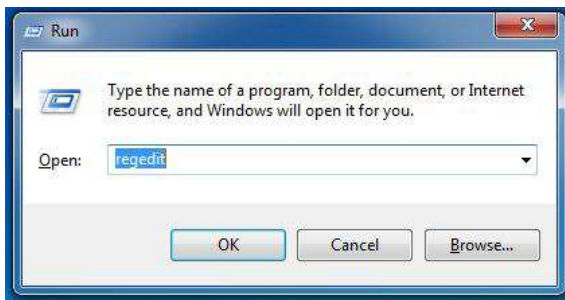 Run
Type the name of a program, folder, document, or Internet
resource, and Windows will open it for you.
Open: regedit
OK Cancel Browse...